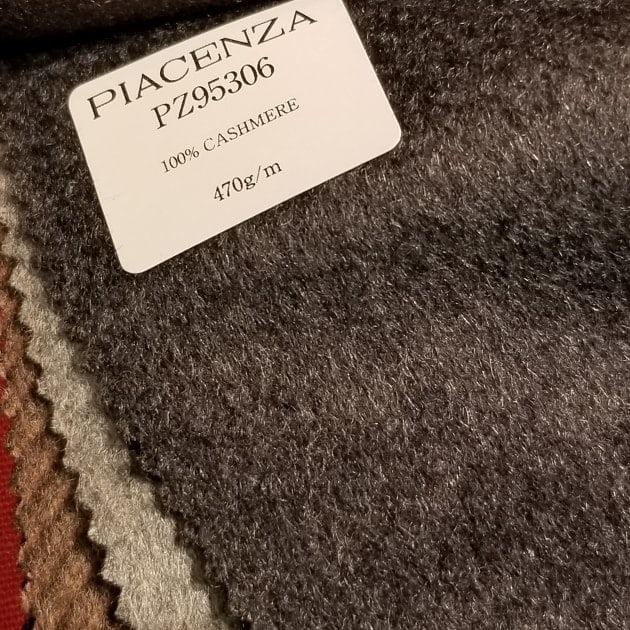 PIACENZA
PZ95306
100% CASHMERE
470g/m